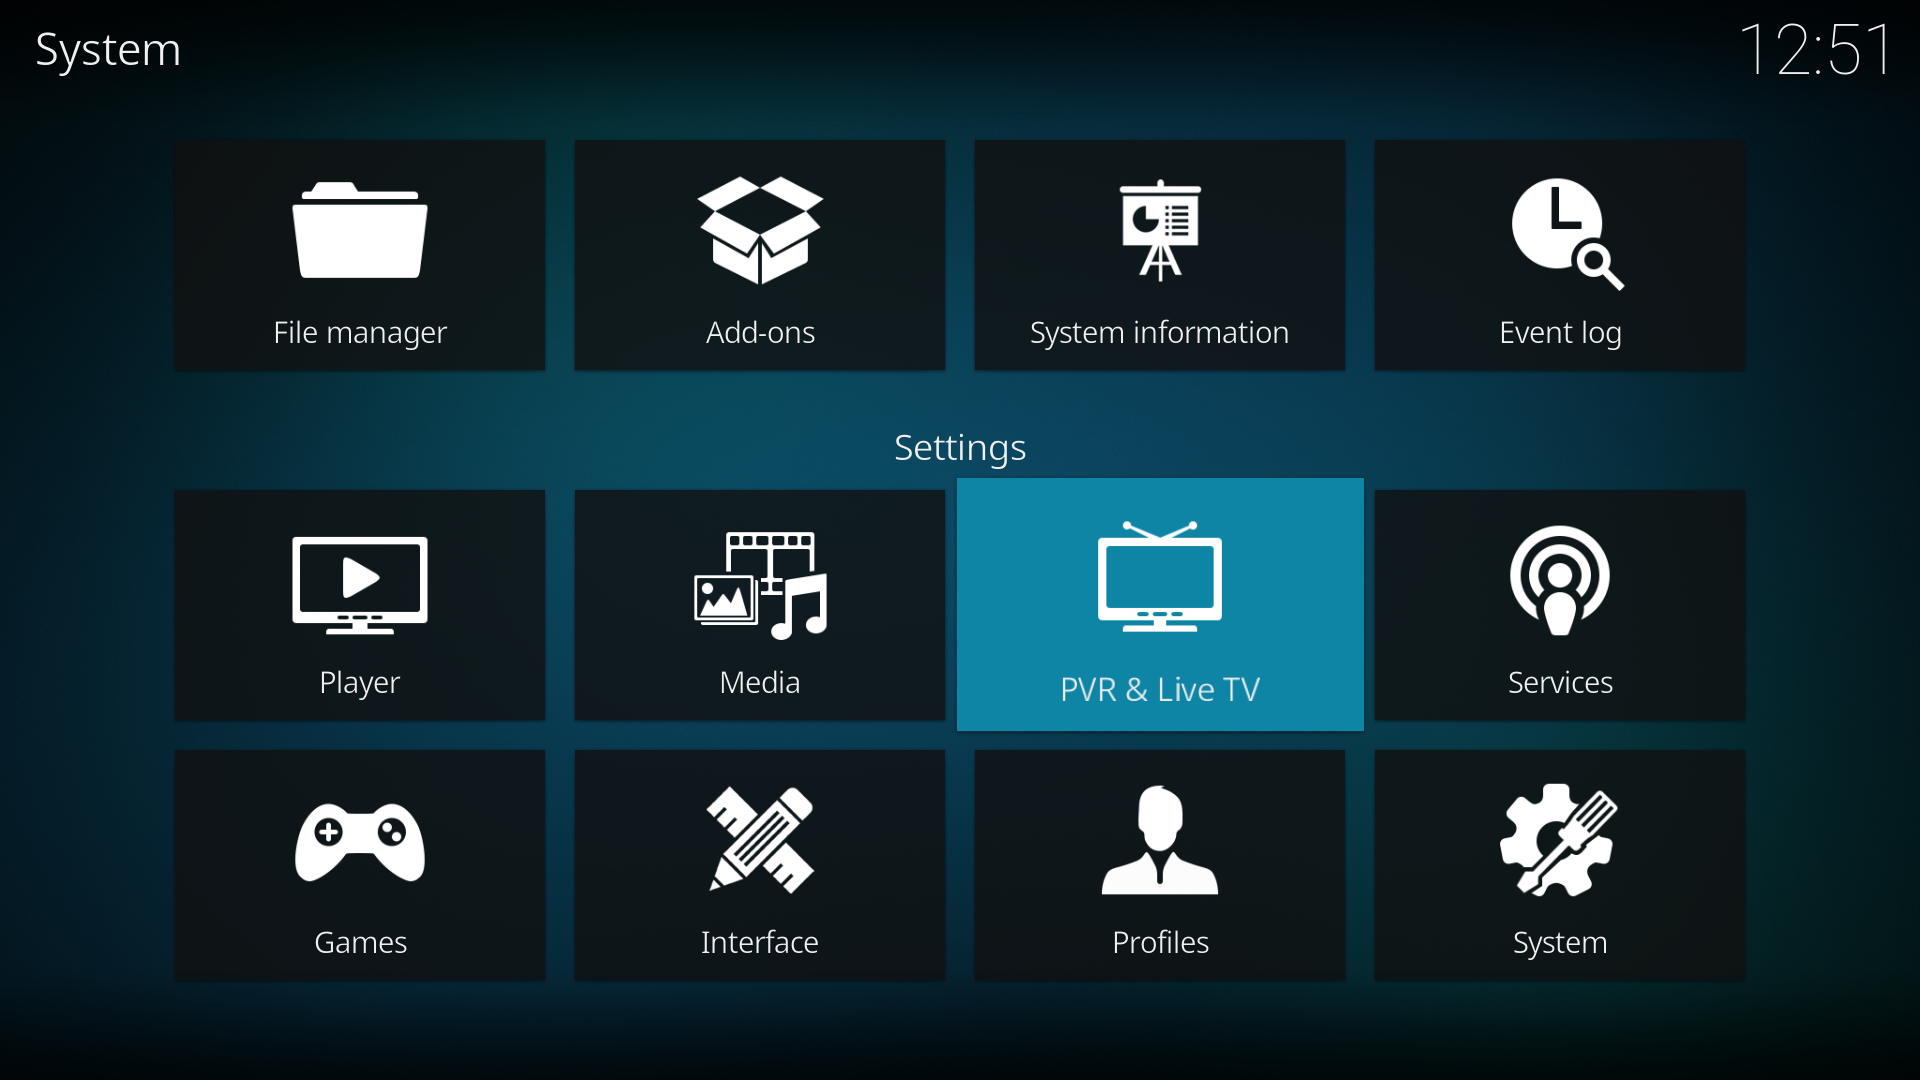 System
12:51
File manager
Add-ons
System information
Event log
Settings
Player
Media
PVR & Live TV
Services
Games
Interface
Profiles
System